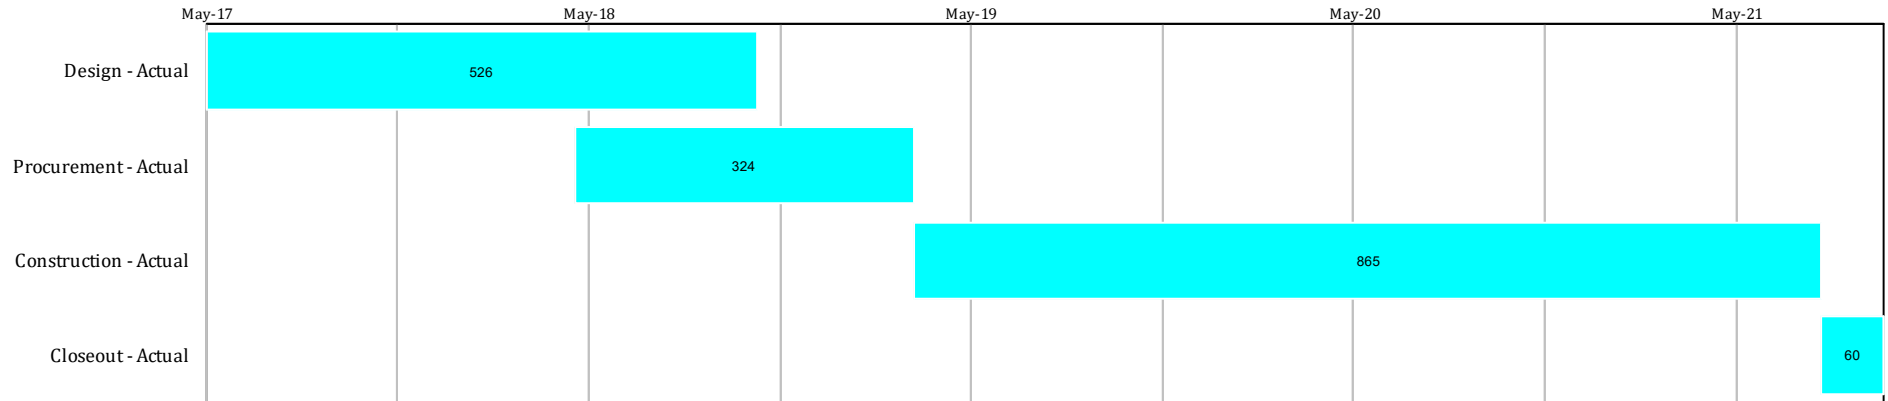 May-17 May-18 May-19 May-20 May-21
Design - Actual 526
Procurement - Actual 324
Construction - Actual 865
Closeout - Actual 60